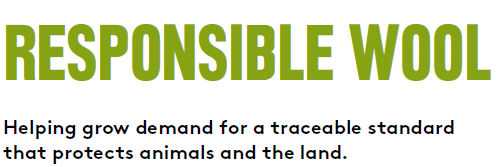 RESPONSIBLE WOOL
Helping grow demand for a traceable standard
that protects animals and the land.